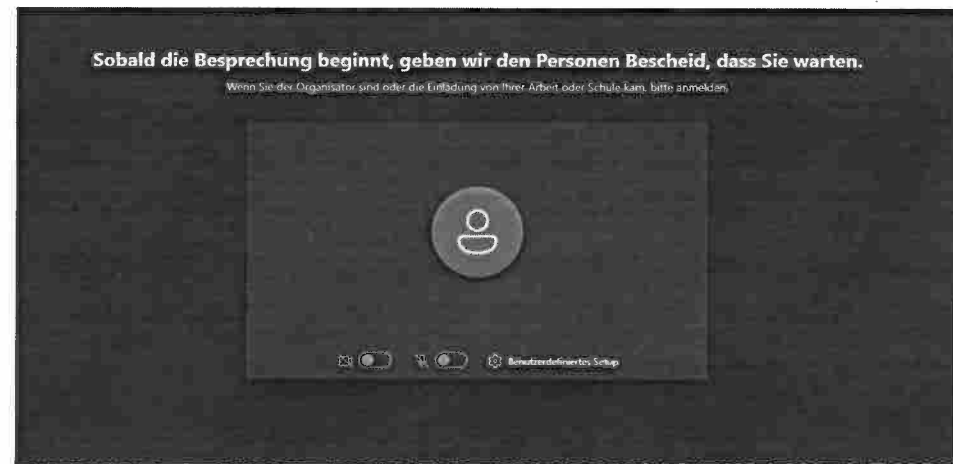 Sobald die Besprechung beginnt, geben wir den Personen Bescheid, dass Sie warten.
Wenn Sie der Organisator sind oder die Einladung von Ihrer Arbeit oder Schule kam, bitte anmelden.
Benutzerdefiniertes Setup